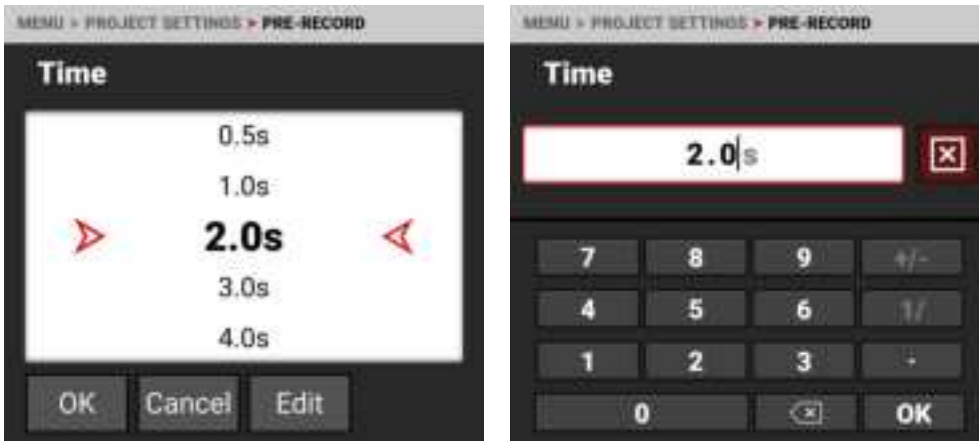 MENU > PROJECT SETTINGS > PRE-RECORD
Time
0.5s
1.0s
2.0s
3.0s
4.0s
OK Cancel Edit
MENU > PROJECT SETTINGS > PRE-RECORD
Time
2.0s
7 8 9 +/-
4 5 6 1/
1 2 3 .
0 OK